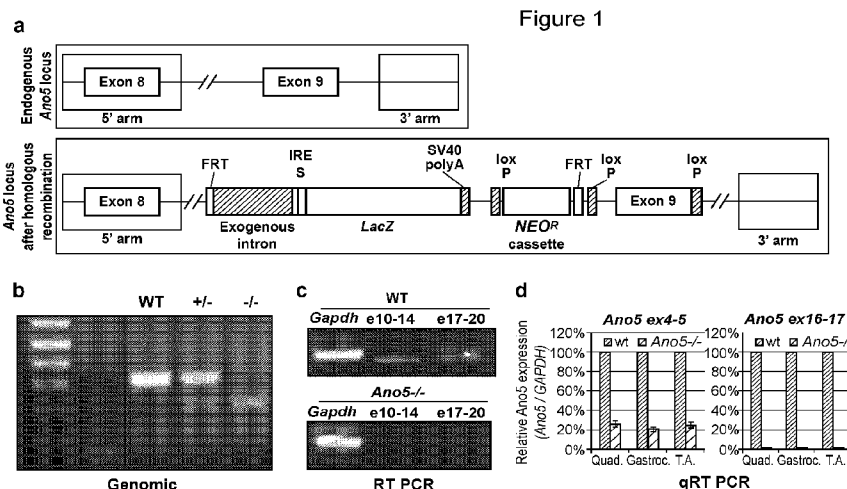 Figure 1
a
Endogenous
Ano5 locus
Exon 8
Exon 9
5' arm
3' arm
Ano5 locus
after homologous
recombination
FRT
IRE
S
SV40
polyA
lox
P
FRT
lox
P
lox
P
Exon 8
Exon 9
5' arm
Exogenous
intron
LacZ
NEOR
cassette
3' arm
b
WT
+/-
-/-
Genomic
c
WT
Gapdh e10-14 e17-20
Ano5-/-
Gapdh e10-14 e17-20
RT PCR
d
Relative Ano5 expression
(Ano5 / GAPDH)
Ano5 ex4-5
120%
wt Ano5-/-
100%
80%
60%
40%
20%
0%
Quad. Gastroc. T.A.
Ano5 ex16-17
120%
wt Ano5-/-
100%
80%
60%
40%
20%
0%
Quad. Gastroc. T.A.
qRT PCR